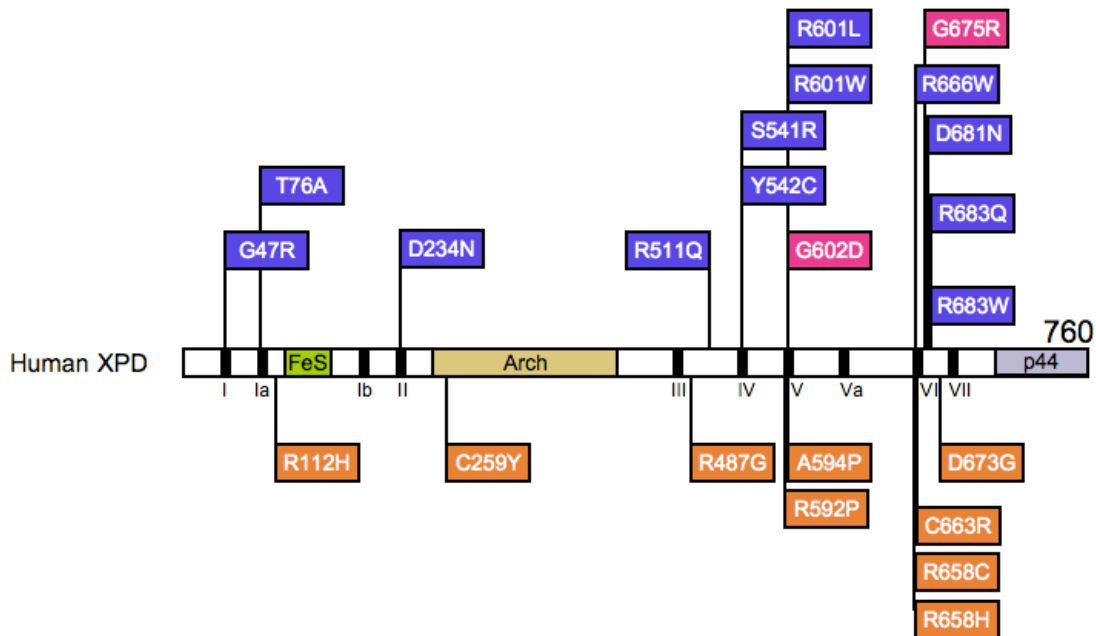 R601L
G675R
R601W
R666W
S541R
D681N
T76A
Y542C
R683Q
G47R
D234N
R511Q
G602D
R683W
760
Human XPD
FeS
Arch
p44
I
Ia
Ib
II
III
IV
V
Va
VI
VII
R112H
C259Y
R487G
A594P
D673G
R592P
C663R
R658C
R658H